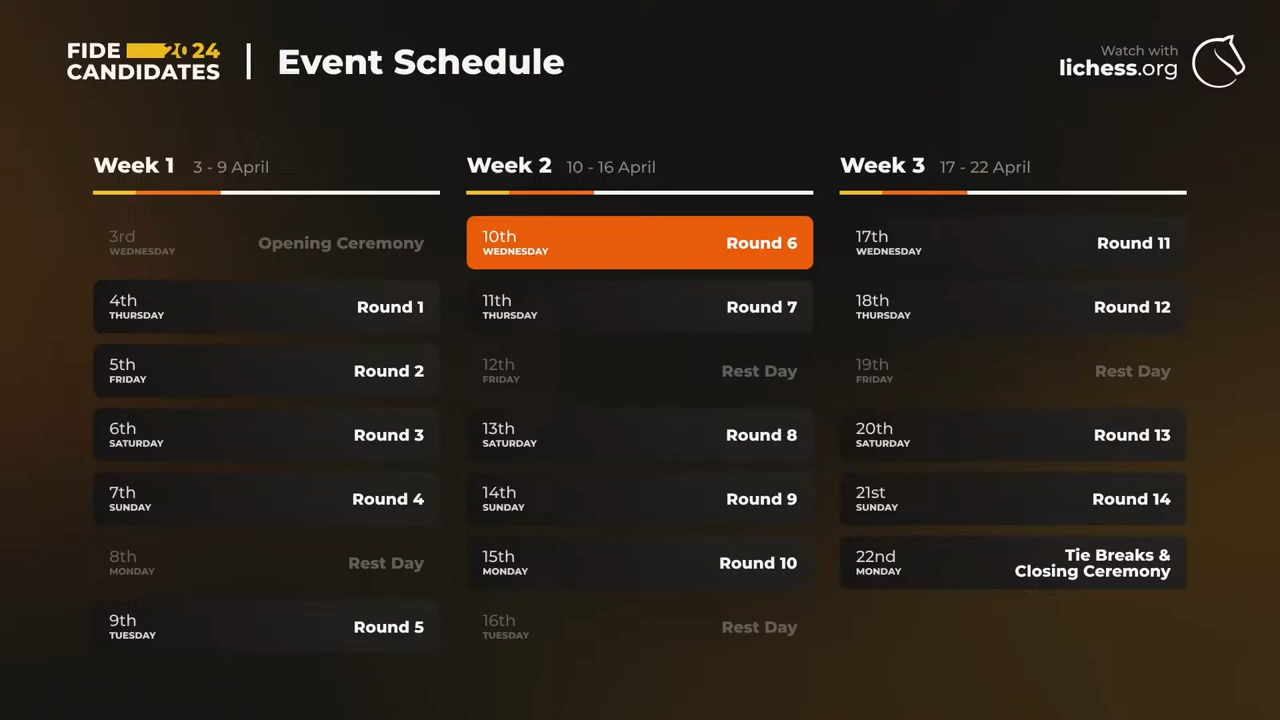 FIDE 2024
CANDIDATES
Event Schedule
Watch with
lichess.org
Week 1 3 - 9 April
3rd
WEDNESDAY
Opening Ceremony
4th
THURSDAY
Round 1
5th
FRIDAY
Round 2
6th
SATURDAY
Round 3
7th
SUNDAY
Round 4
8th
MONDAY
Rest Day
9th
TUESDAY
Round 5
Week 2 10 - 16 April
10th
WEDNESDAY
Round 6
11th
THURSDAY
Round 7
12th
FRIDAY
Rest Day
13th
SATURDAY
Round 8
14th
SUNDAY
Round 9
15th
MONDAY
Round 10
16th
TUESDAY
Rest Day
Week 3 17 - 22 April
17th
WEDNESDAY
Round 11
18th
THURSDAY
Round 12
19th
FRIDAY
Rest Day
20th
SATURDAY
Round 13
21st
SUNDAY
Round 14
22nd
MONDAY
Tie Breaks &
Closing Ceremony